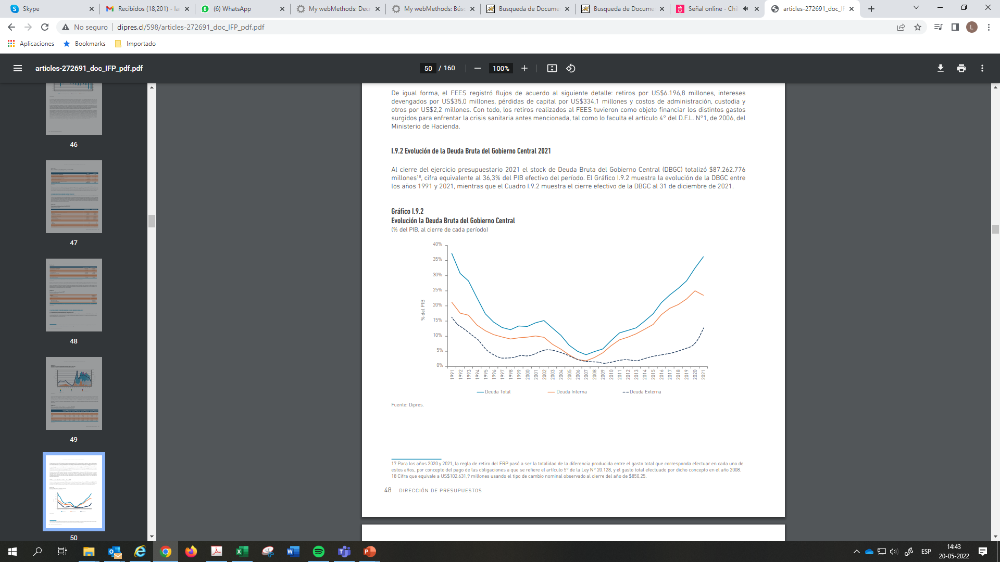 Skype
Recibidos (18,201) - la
(6) WhatsApp
My webMethods: Decr
My webMethods: Búsc
Busqueda de Docume
Busqueda de Docume
Señal online - Chil
articles-272691_doc_I
No seguro
dipres.cl/598/articles-272691_doc_IFP_pdf.pdf
L
Aplicaciones
Bookmarks
Importado
articles-272691_doc_IFP_pdf.pdf
50 / 160
100%
46
47
48
49
50
De igual forma, el FEES registró flujos de acuerdo al siguiente detalle: retiros por US$6.196,8 millones, intereses
devengados por US$35,0 millones, pérdidas de capital por US$334,1 millones y costos de administración, custodia y
otros por US$2,2 millones. Con todo, los retiros realizados al FEES tuvieron como objeto financiar los distintos gastos
surgidos para enfrentar la crisis sanitaria antes mencionada, tal como lo faculta el artículo 4° del D.F.L. N°1, de 2006, del
Ministerio de Hacienda.
I.9.2 Evolución de la Deuda Bruta del Gobierno Central 2021
Al cierre del ejercicio presupuestario 2021 el stock de Deuda Bruta del Gobierno Central (DBGC) totalizó $87.262.776
millones18, cifra equivalente al 36,3% del PIB efectivo del período. El Gráfico I.9.2 muestra la evolución de la DBGC entre
los años 1991 y 2021, mientras que el Cuadro I.9.2 muestra el cierre efectivo de la DBGC al 31 de diciembre de 2021.
Gráfico I.9.2
Evolución la Deuda Bruta del Gobierno Central
(% del PIB, al cierre de cada período)
40%
35%
30%
25%
20%
15%
10%
5%
0%
% del PIB
1991 1992 1993 1994 1995 1996 1997 1998 1999 2000 2001 2002 2003 2004 2005 2006 2007 2008 2009 2010 2011 2012 2013 2014 2015 2016 2017 2018 2019 2020 2021
Deuda Total
Deuda Interna
Deuda Externa
Fuente: Dipres.
17 Para los años 2020 y 2021, la regla de retiro del FRP pasó a ser la totalidad de la diferencia producida entre el gasto total que corresponda efectuar en cada uno de
estos años, por concepto del pago de las obligaciones a que se refiere el artículo 5° de la Ley N° 20.128, y el gasto total efectuado por dicho concepto en el año 2008.
18 Cifra que equivale a US$102.631,9 millones usando el tipo de cambio nominal observado al cierre del año de $850,25.
48 DIRECCIÓN DE PRESUPUESTOS
ESP
14:43
20-05-2022